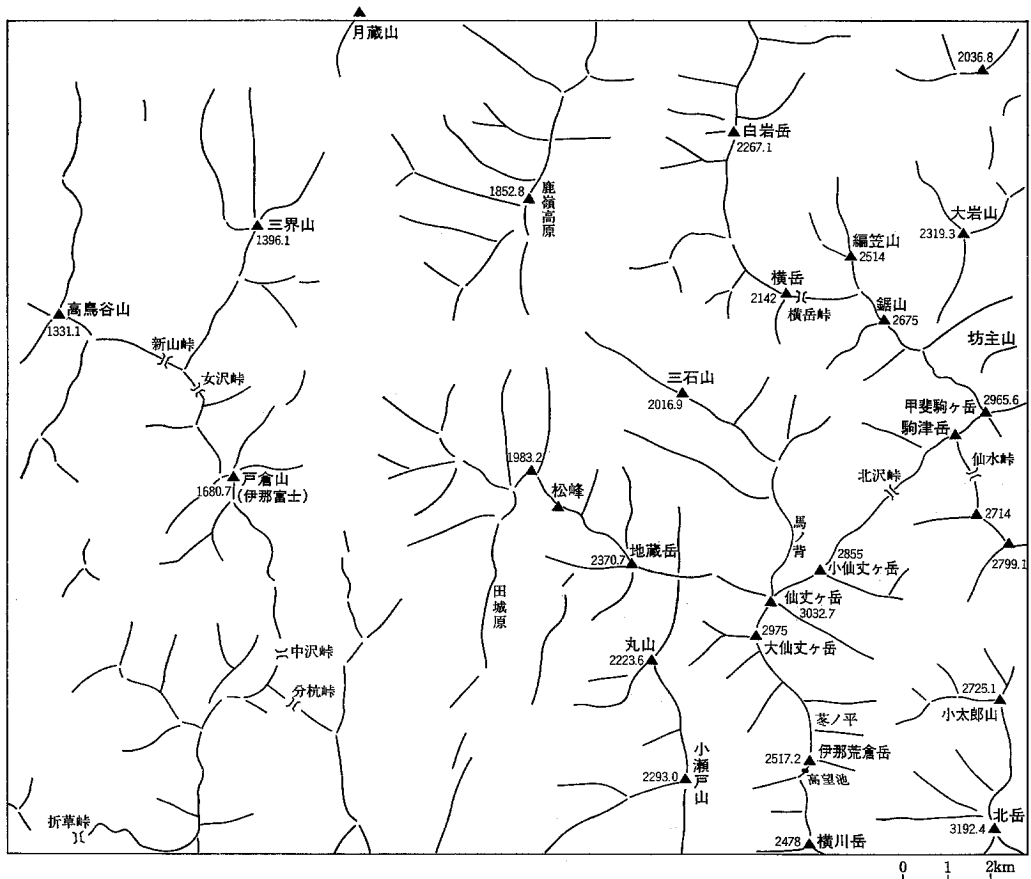 月蔵山
2036.8
白岩岳
2267.1
1852.8
鹿嶺高原
三界山
1396.1
大岩山
2319.3
編笠山
2514
横岳
2142
横岳峠
鋸山
2675
高烏谷山
1331.1
新山峠
女沢峠
坊主山
三石山
2016.9
甲斐駒ヶ岳
2965.6
駒津岳
仙水峠
北沢峠
2714
2799.1
戸倉山
1680.7
(伊那富士)
1983.2
松峰
馬ノ背
地蔵岳
2370.7
2855
小仙丈ヶ岳
仙丈ヶ岳
3032.7
田城原
2975
大仙丈ヶ岳
丸山
2223.6
中沢峠
分杭峠
2725.1
小太郎山
ノ平
伊那荒倉岳
2517.2
高望池
小瀬戸山
2293.0
折草峠
北岳
3192.4
横川岳
2478
0 1 2km